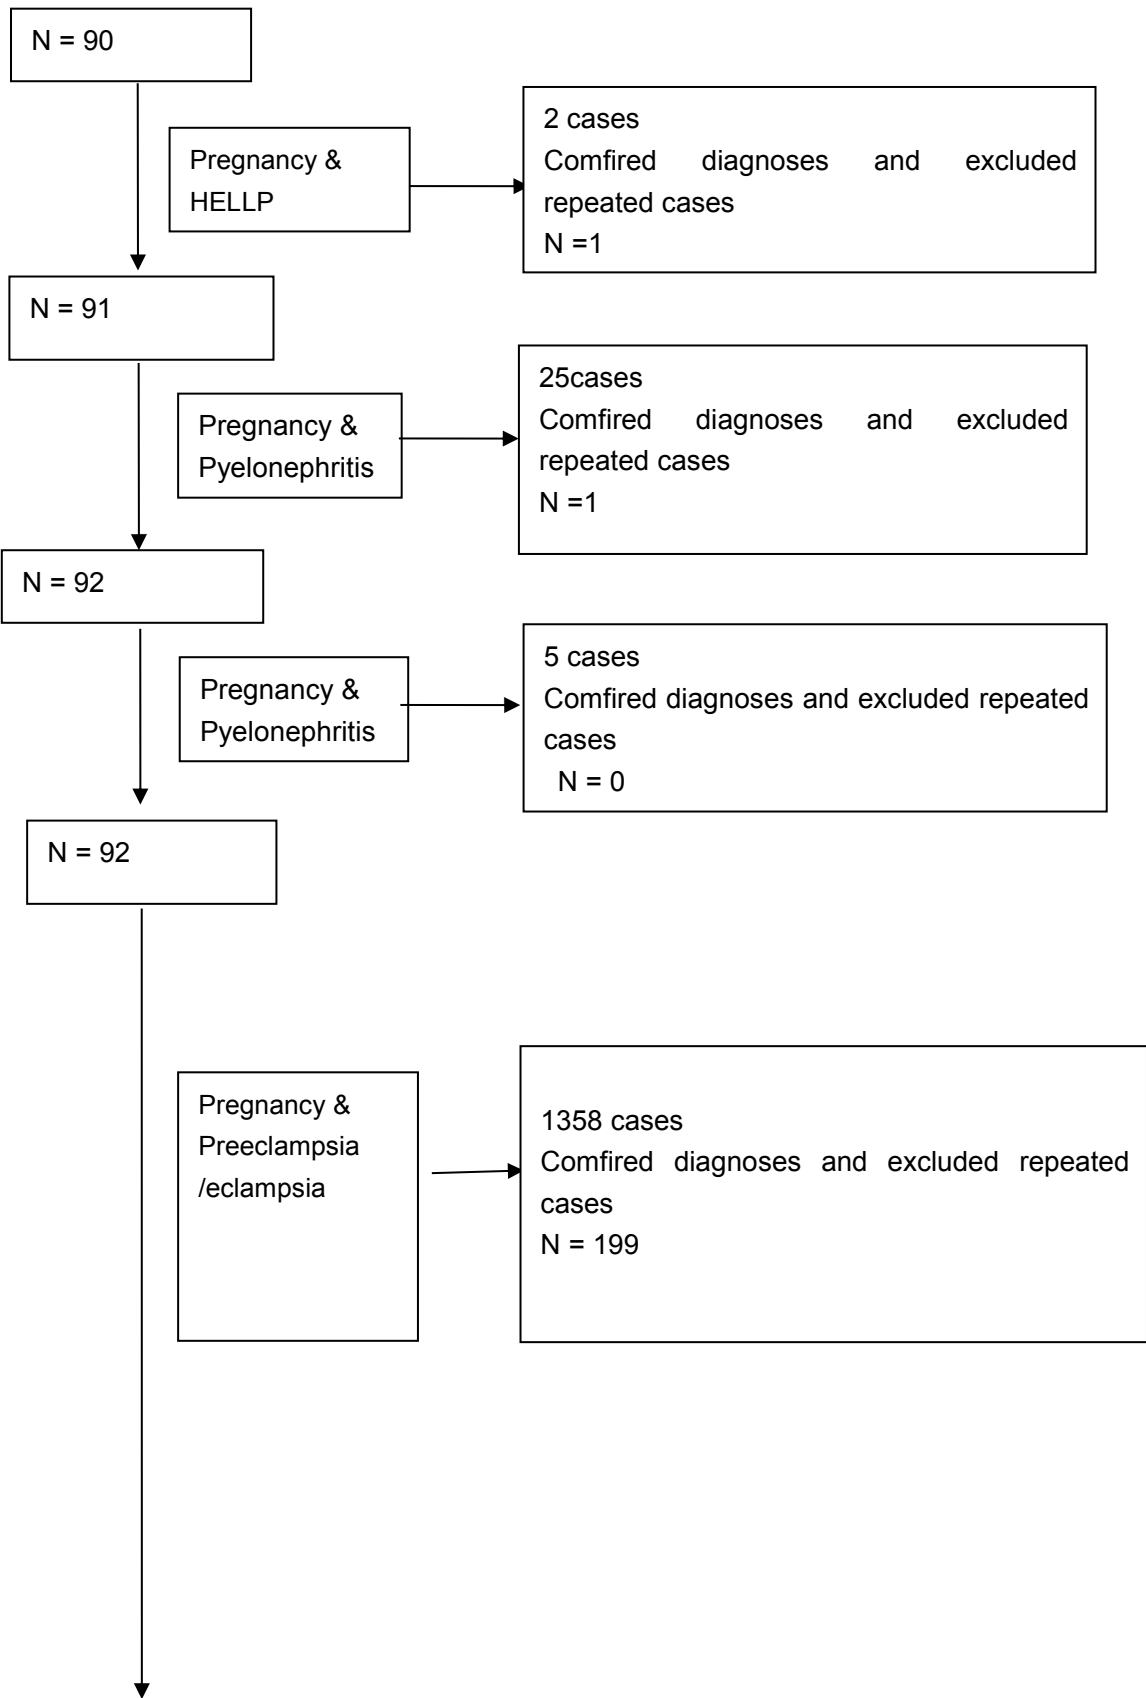 N = 90
2 cases
Comfired diagnoses and excluded
repeated cases
N =1
Pregnancy &
HELLP
N = 91
25cases
Comfired diagnoses and excluded
repeated cases
N =1
Pregnancy &
Pyelonephritis
N = 92
5 cases
Comfired diagnoses and excluded repeated
cases
N = 0
Pregnancy &
Pyelonephritis
N = 92
Pregnancy &
Preeclampsia
/eclampsia
1358 cases
Comfired diagnoses and excluded repeated
cases
N = 199